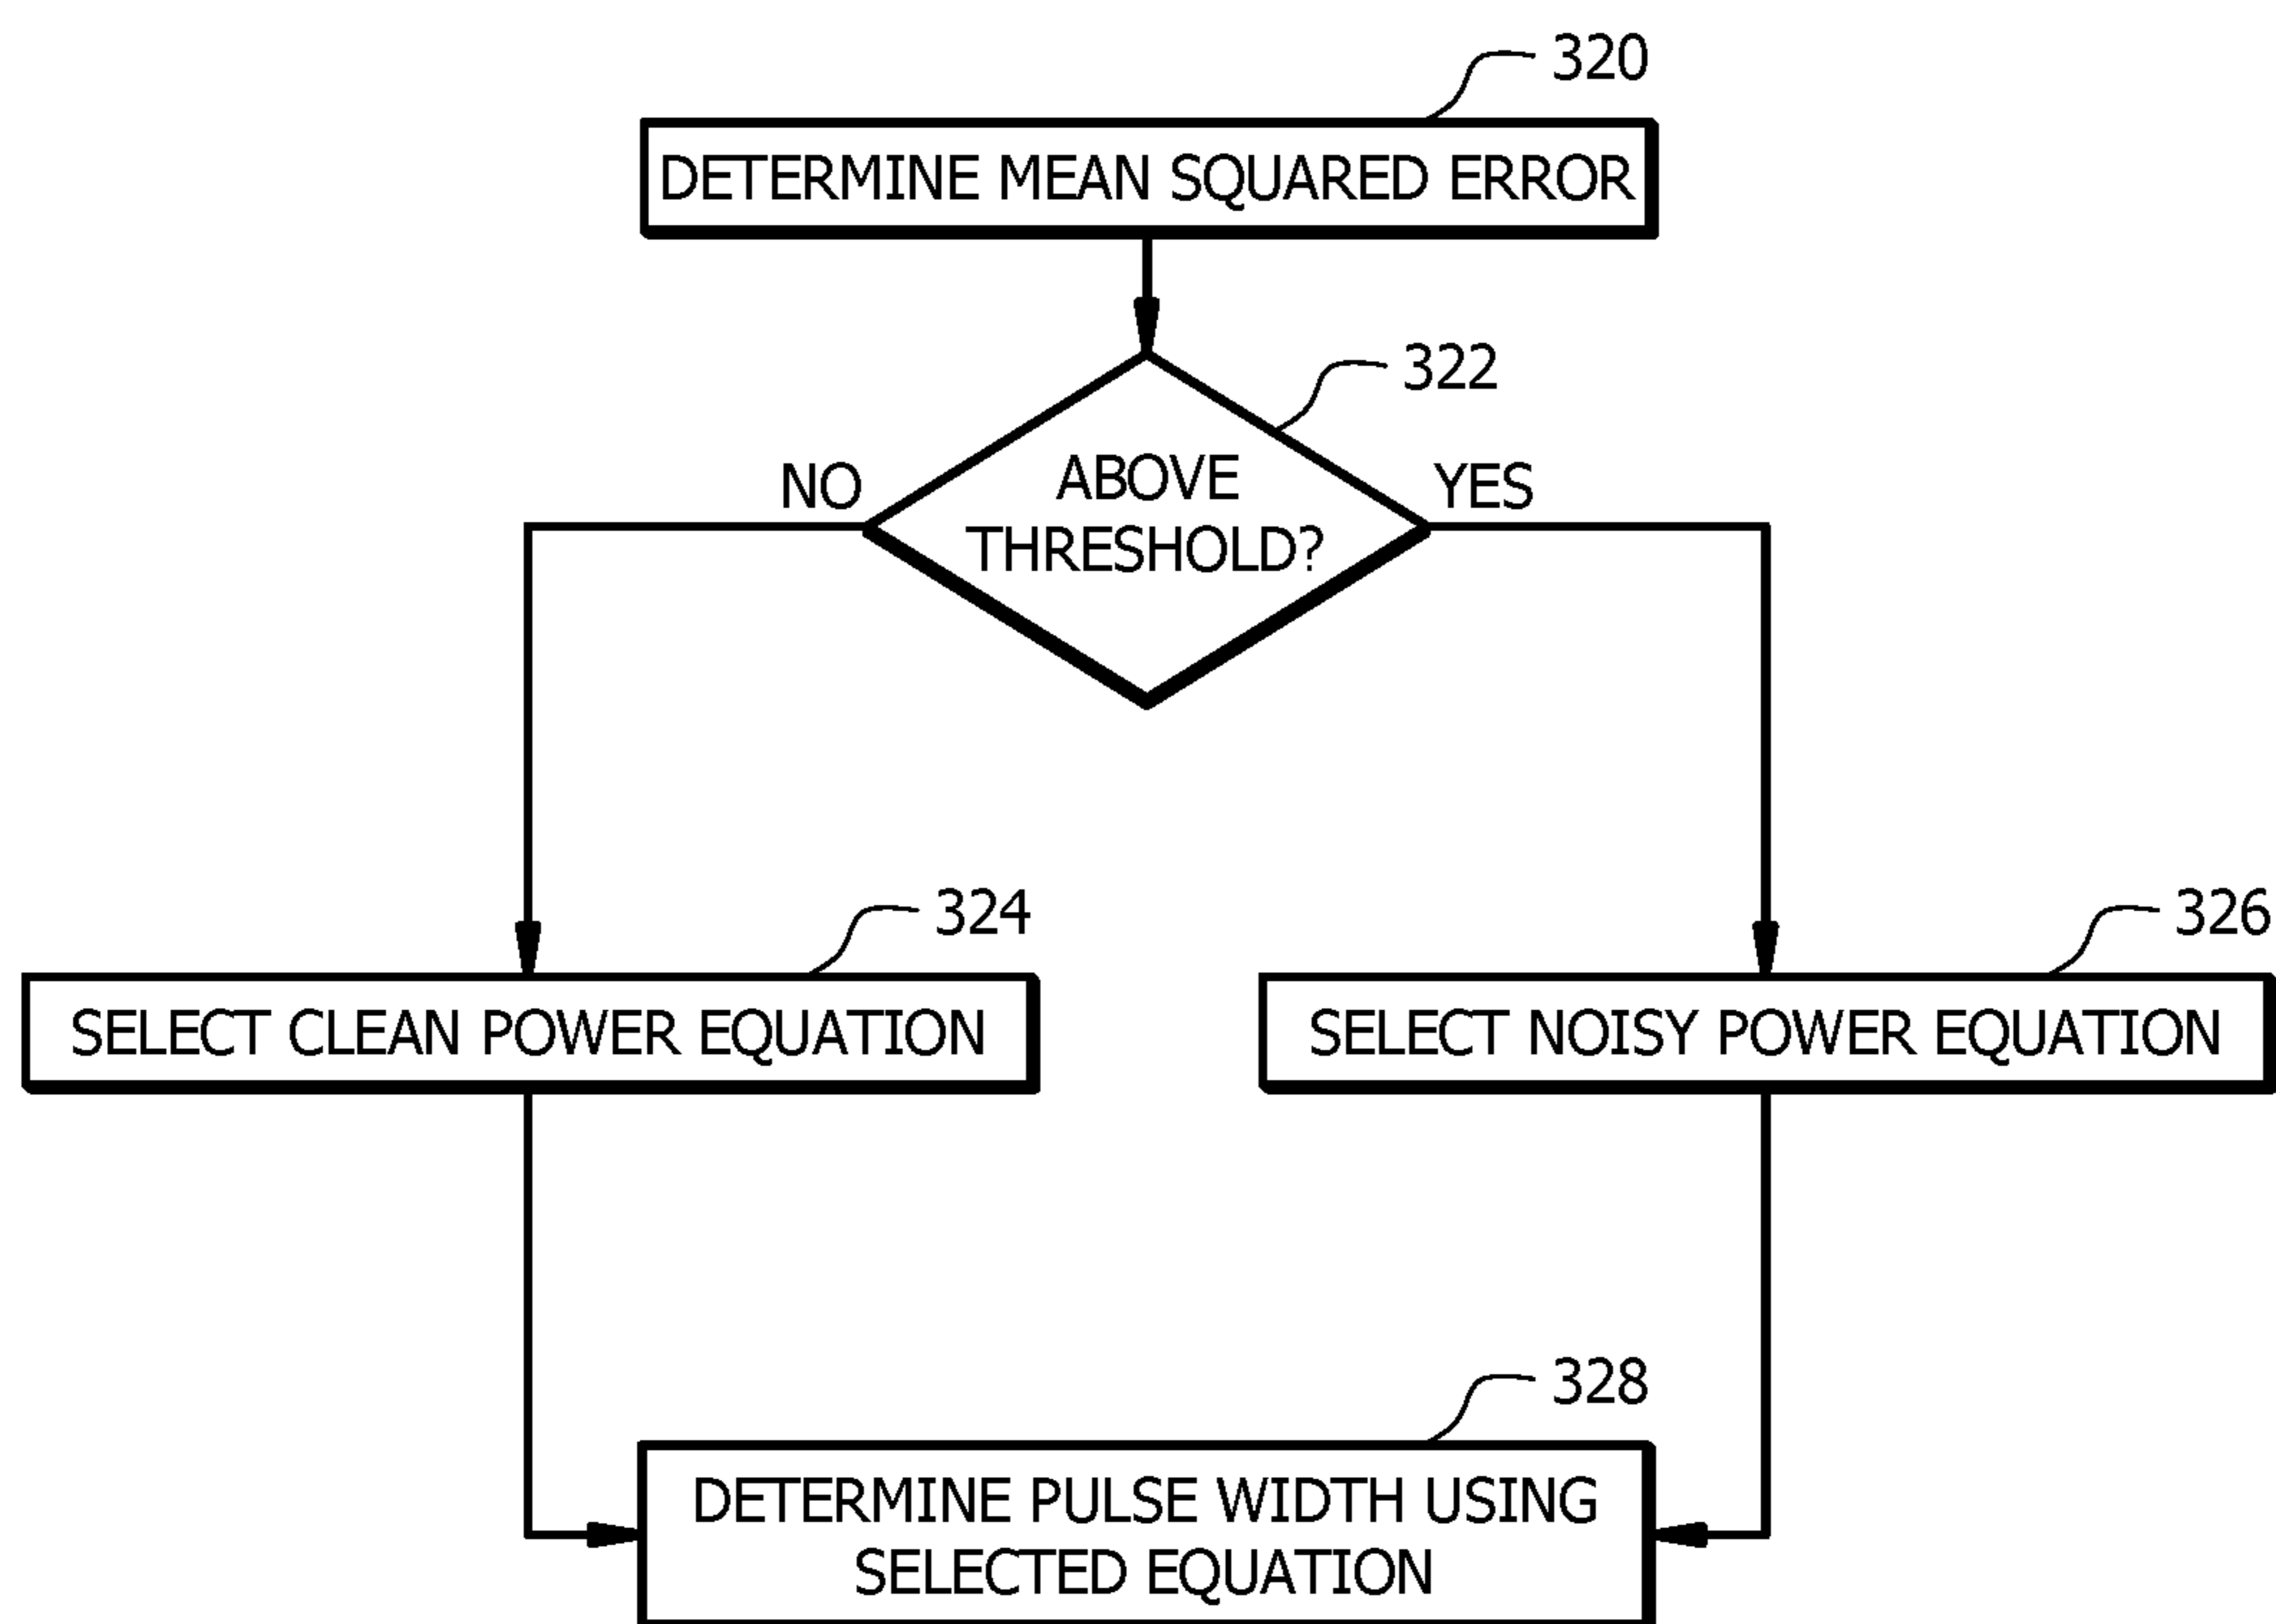 320
DETERMINE MEAN SQUARED ERROR
322
NO
ABOVE
YES
THRESHOLD?
324
326
SELECT CLEAN POWER EQUATION
SELECT NOISY POWER EQUATION
328
DETERMINE PULSE WIDTH USING
SELECTED EQUATION